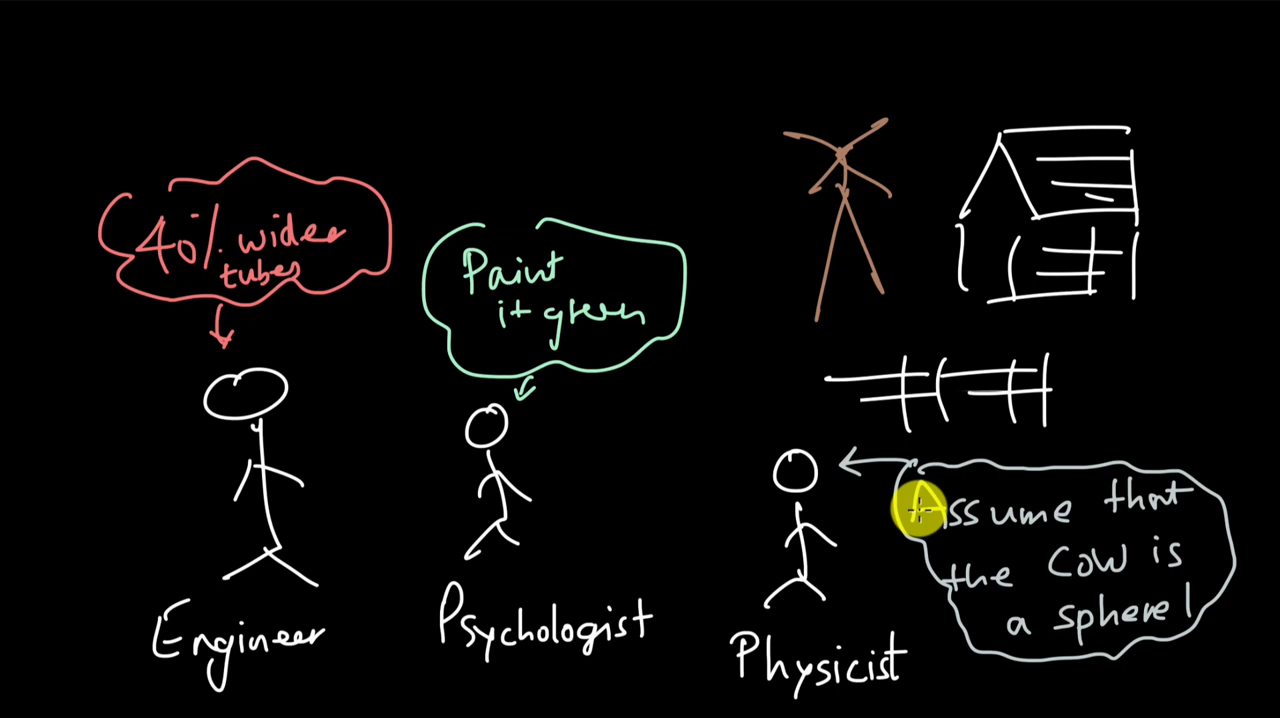 40% wider
tubes
Paint
it green
Assume that
the cow is
a sphere!
Engineer
Psychologist
Physicist